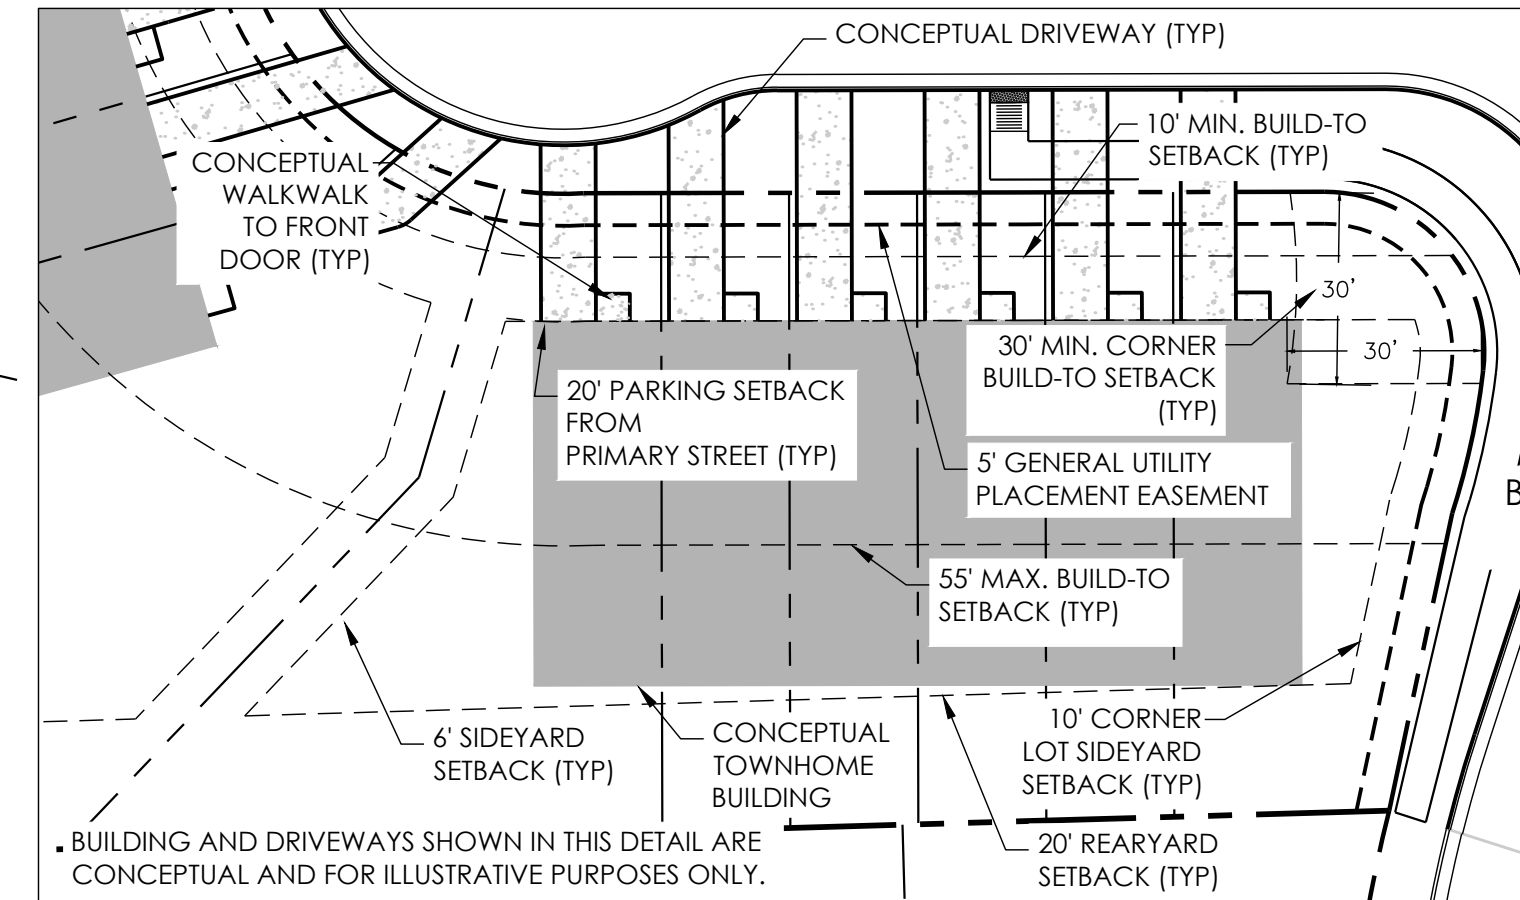 CONCEPTUAL DRIVEWAY (TYP)
10' MIN. BUILD-TO
SETBACK (TYP)
CONCEPTUAL
WALKWALK
TO FRONT
DOOR (TYP)
30'
30'
30' MIN. CORNER
BUILD-TO SETBACK
(TYP)
20' PARKING SETBACK
FROM
PRIMARY STREET (TYP)
5' GENERAL UTILITY
PLACEMENT EASEMENT
B
55' MAX. BUILD-TO
SETBACK (TYP)
6' SIDEYARD
SETBACK (TYP)
CONCEPTUAL
TOWNHOME
BUILDING
10' CORNER
LOT SIDEYARD
SETBACK (TYP)
20' REARYARD
SETBACK (TYP)
BUILDING AND DRIVEWAYS SHOWN IN THIS DETAIL ARE
CONCEPTUAL AND FOR ILLUSTRATIVE PURPOSES ONLY.